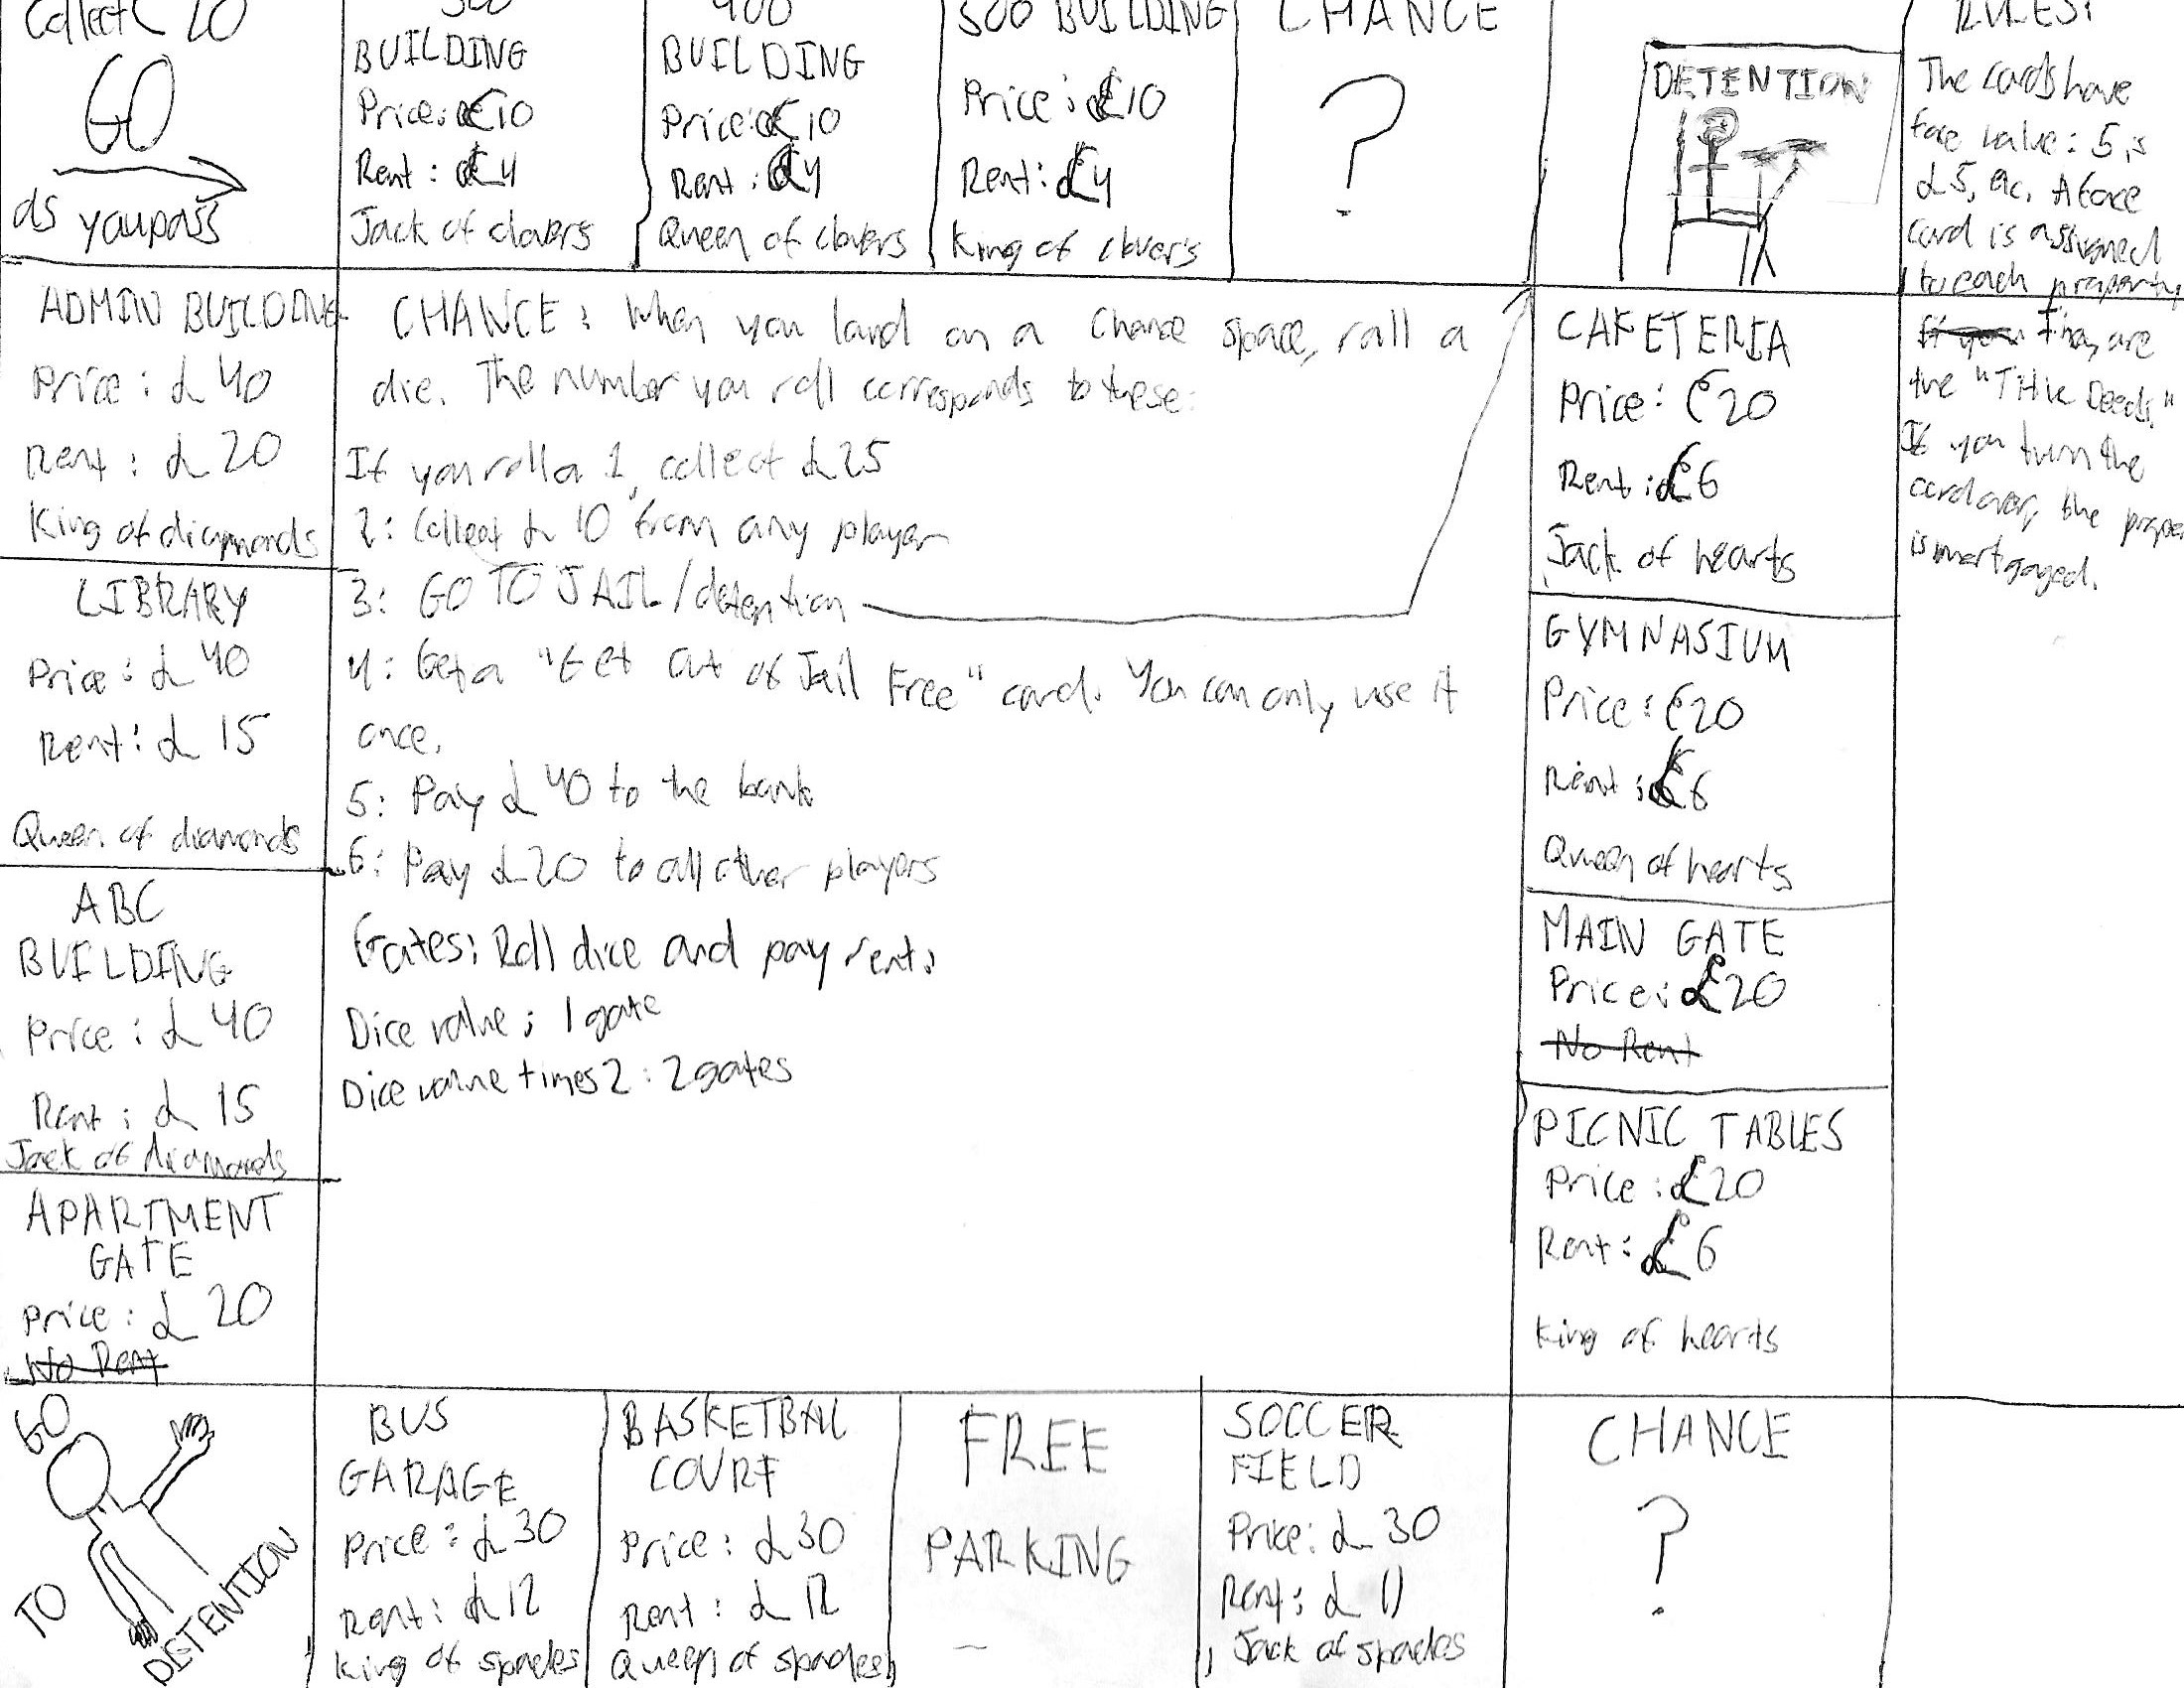 Collect £ 20
GO
as you pass
300
BUILDING
Price: £10
Rent: £4
Jack of clovers
400
BUILDING
Price: £10
Rent: £4
Queen of clovers
500 BUILDING
Price: £10
Rent: £4
King of clover's
CHANCE
?
DETENTION
RULES:
The cards have
face value: 5 is
£5, etc. A face
card is assigned
to each property.
They are
the "Title Deeds."
If you turn the
card over, the proper
is mortgaged.
ADMIN BUILDING
Price: £ 40
Rent: £ 20
King of diamonds
LIBRARY
Price: £ 40
Rent: £ 15
Queen of diamonds
ABC
BUILDING
Price: £ 40
Rent: £ 15
Jack of diamonds
APARTMENT
GATE
Price: £ 20
No Rent
CHANCE: When you land on a Chance space, roll a
die. The number you roll corresponds to these:
If you roll a 1, collect £ 25
2: Collect £ 10 from any player
3: GO TO JAIL/detention
4: Get a "Get Out of Jail Free" card. You can only use it
once.
5: Pay £ 40 to the bank
6: Pay £20 to all other players
Gates: Roll dice and pay rent:
Dice value: 1 gate
Dice value times 2: 2 gates
CAFETERIA
Price: £20
Rent: £6
Jack of hearts
GYMNASIUM
Price: £20
Rent: £6
Queen of hearts
MAIN GATE
Price: £20
No Rent
PICNIC TABLES
Price: £20
Rent: £6
King of hearts
GO
TO
DETENTION
BUS
GARAGE
Price: £30
Rent: £12
King of spades
BASKETBAL
COURT
Price: £30
Rent: £ 12
Queen of spades
FREE
PARKING
SOCCER
FIELD
Price: £ 30
Rent: £ 11
Jack of spades
CHANCE
?